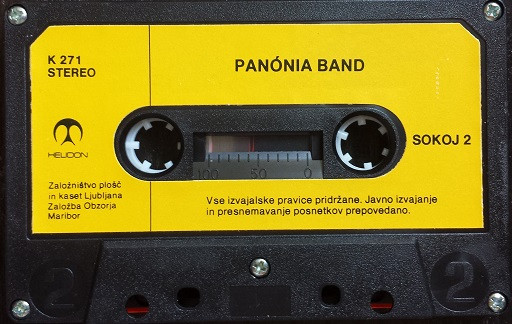 K 271
STEREO
PANÓNIA BAND
HELIDON
SOKOJ 2
100 50 0
Založništvo plošč
in kaset Ljubljana
Založba Obzorja
Maribor
Vse izvajalske pravice pridržane. Javno izvajanje
in presnemavanje posnetkov prepovedano.
2
2